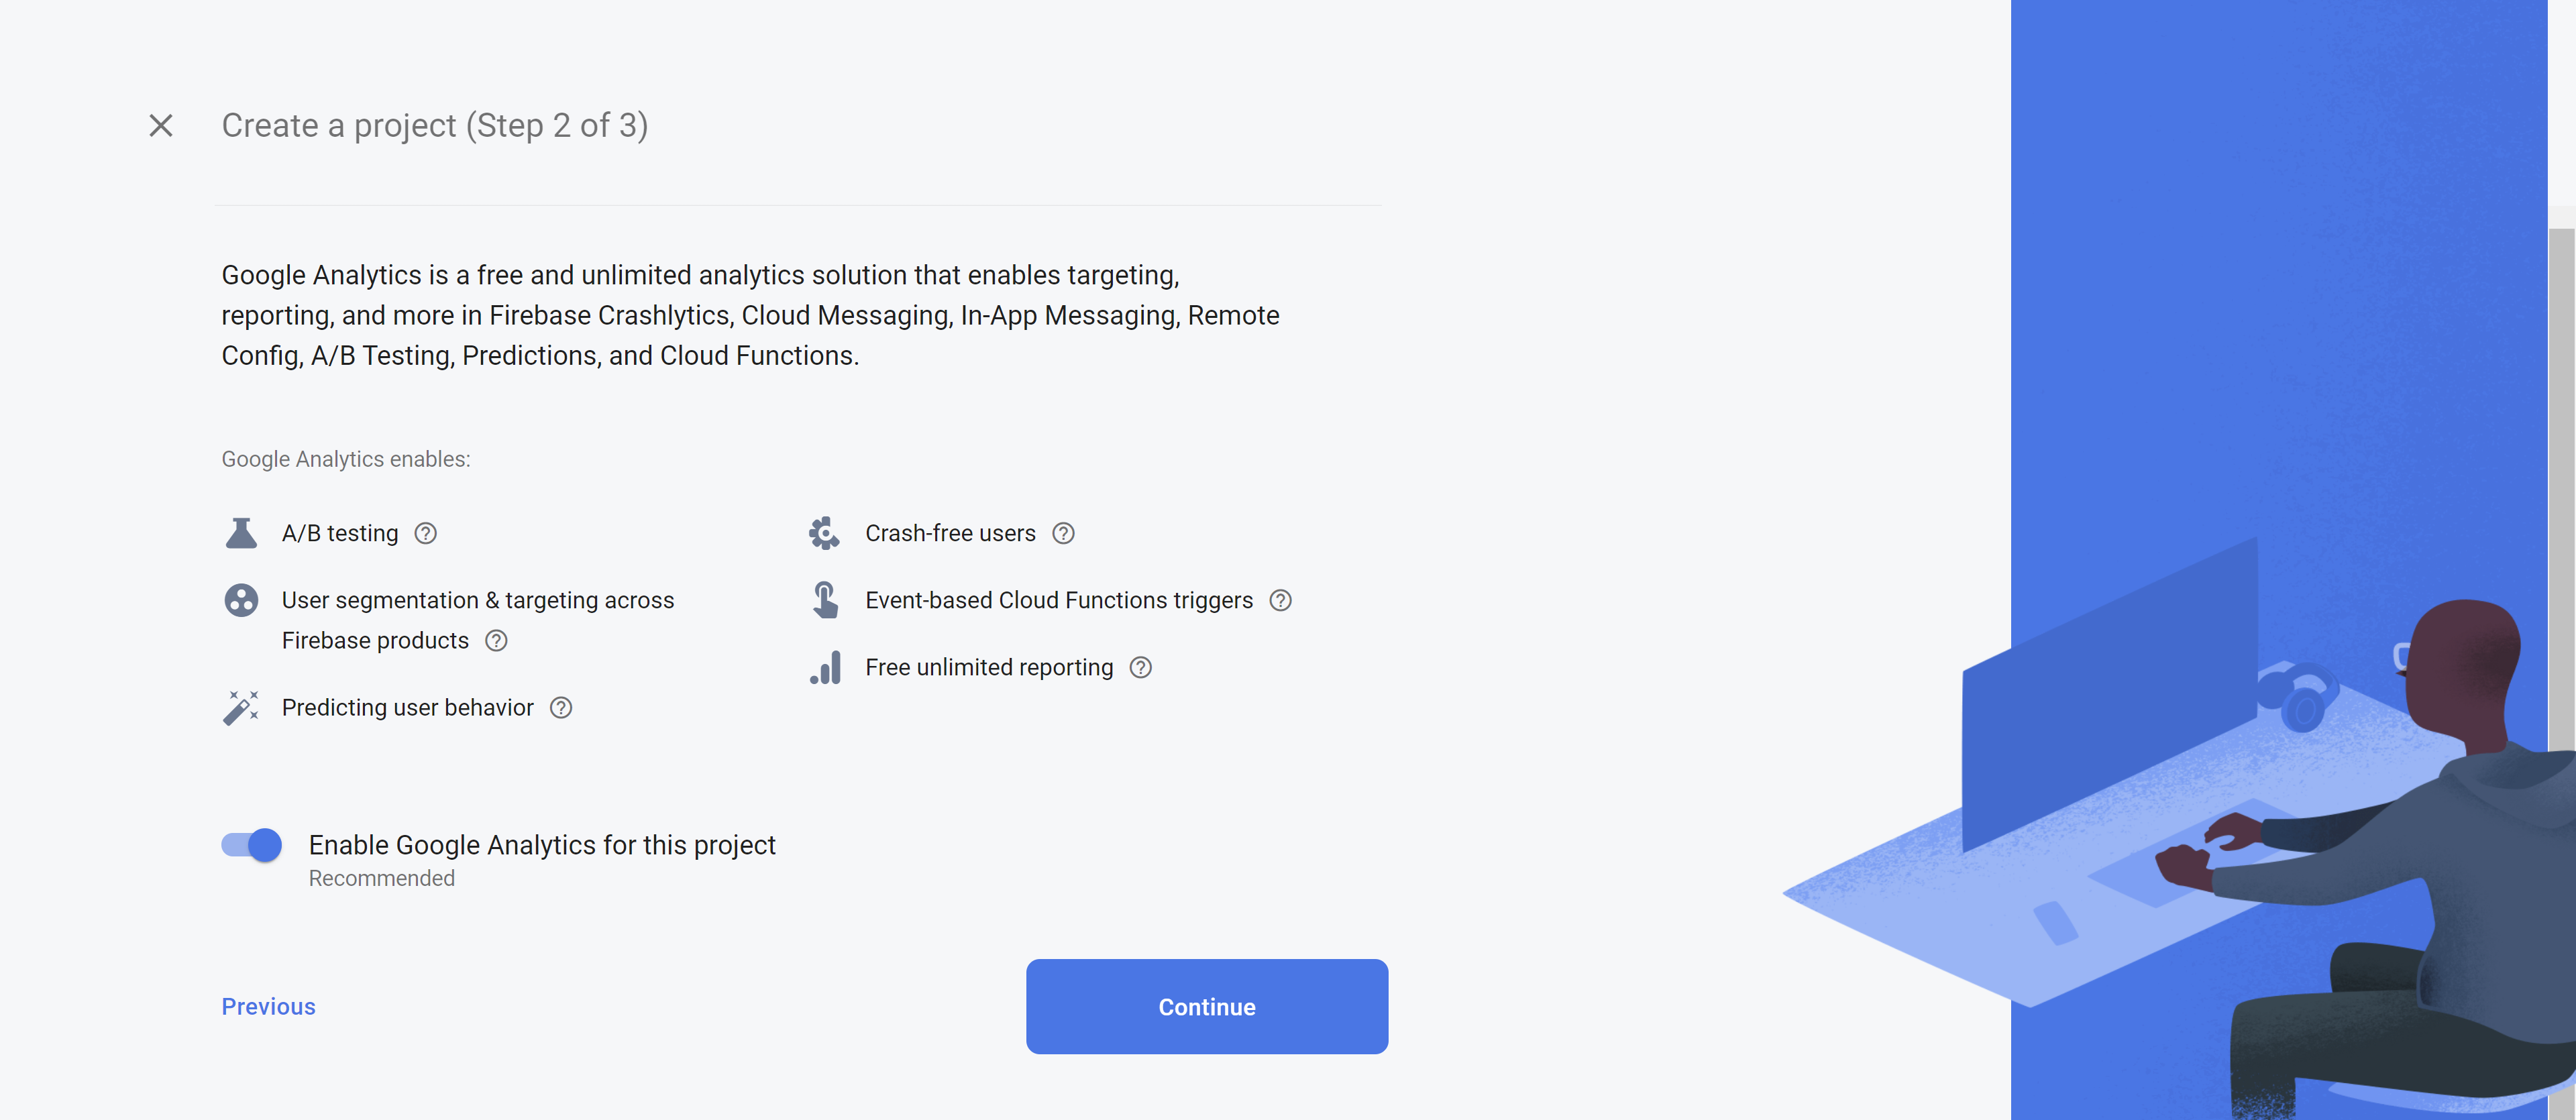 Create a project (Step 2 of 3)
Google Analytics is a free and unlimited analytics solution that enables targeting,
reporting, and more in Firebase Crashlytics, Cloud Messaging, In-App Messaging, Remote
Config, A/B Testing, Predictions, and Cloud Functions.
Google Analytics enables:
A/B testing
User segmentation & targeting across
Firebase products
Predicting user behavior
Crash-free users
Event-based Cloud Functions triggers
Free unlimited reporting
Enable Google Analytics for this project
Recommended
Previous
Continue